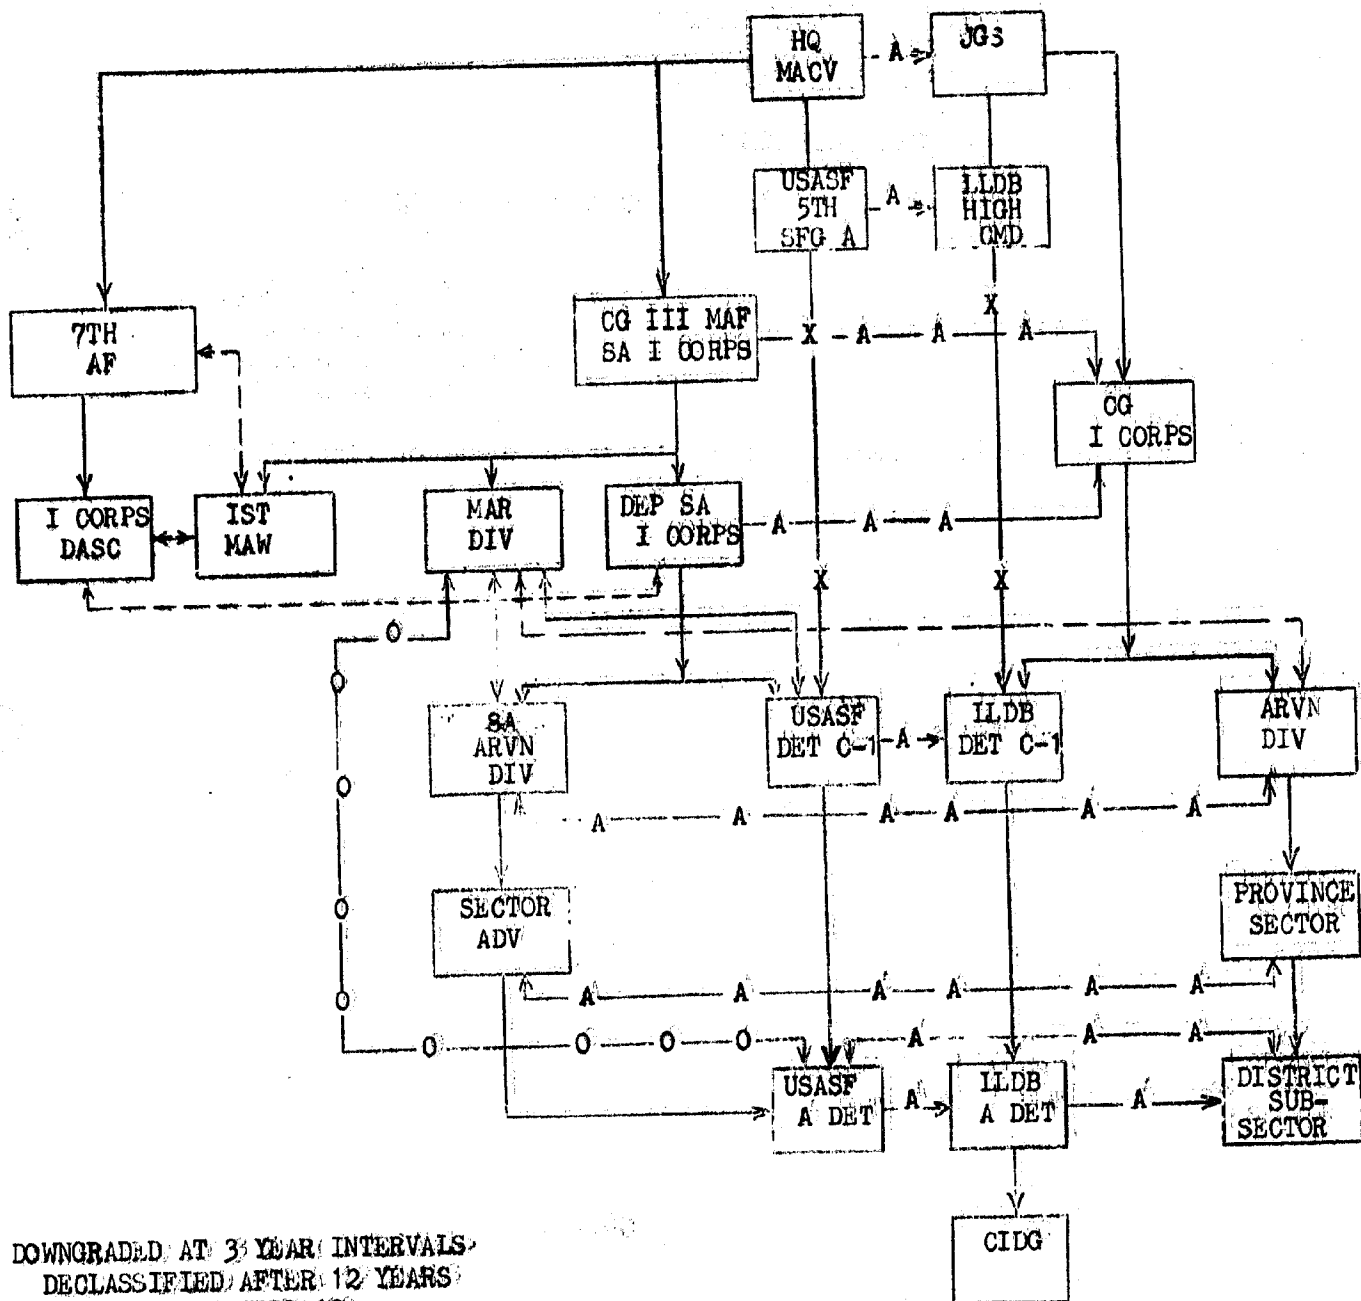 HQ
MACV
A
JGS
USASF
5TH
SFG A
A
LLDB
HIGH
CMD
7TH
AF
CG III MAF
SA I CORPS
X
A
A
A
X
CG
I CORPS
I CORPS
DASC
IST
MAW
MAR
DIV
DEP SA
I CORPS
A
A
A
X
X
O
O
SA
ARVN
DIV
USASF
DET C-1
A
LLDB
DET C-1
ARVN
DIV
O
A
A
A
A
A
A
SECTOR
ADV
PROVINCE
SECTOR
O
O
A
A
A
A
A
A
O
O
O
O
A
A
A
USASF
A DET
A
LLDB
A DET
A
DISTRICT
SUB-
SECTOR
CIDG
DOWNGRADED AT 3 YEAR INTERVALS
DECLASSIFIED AFTER 12 YEARS